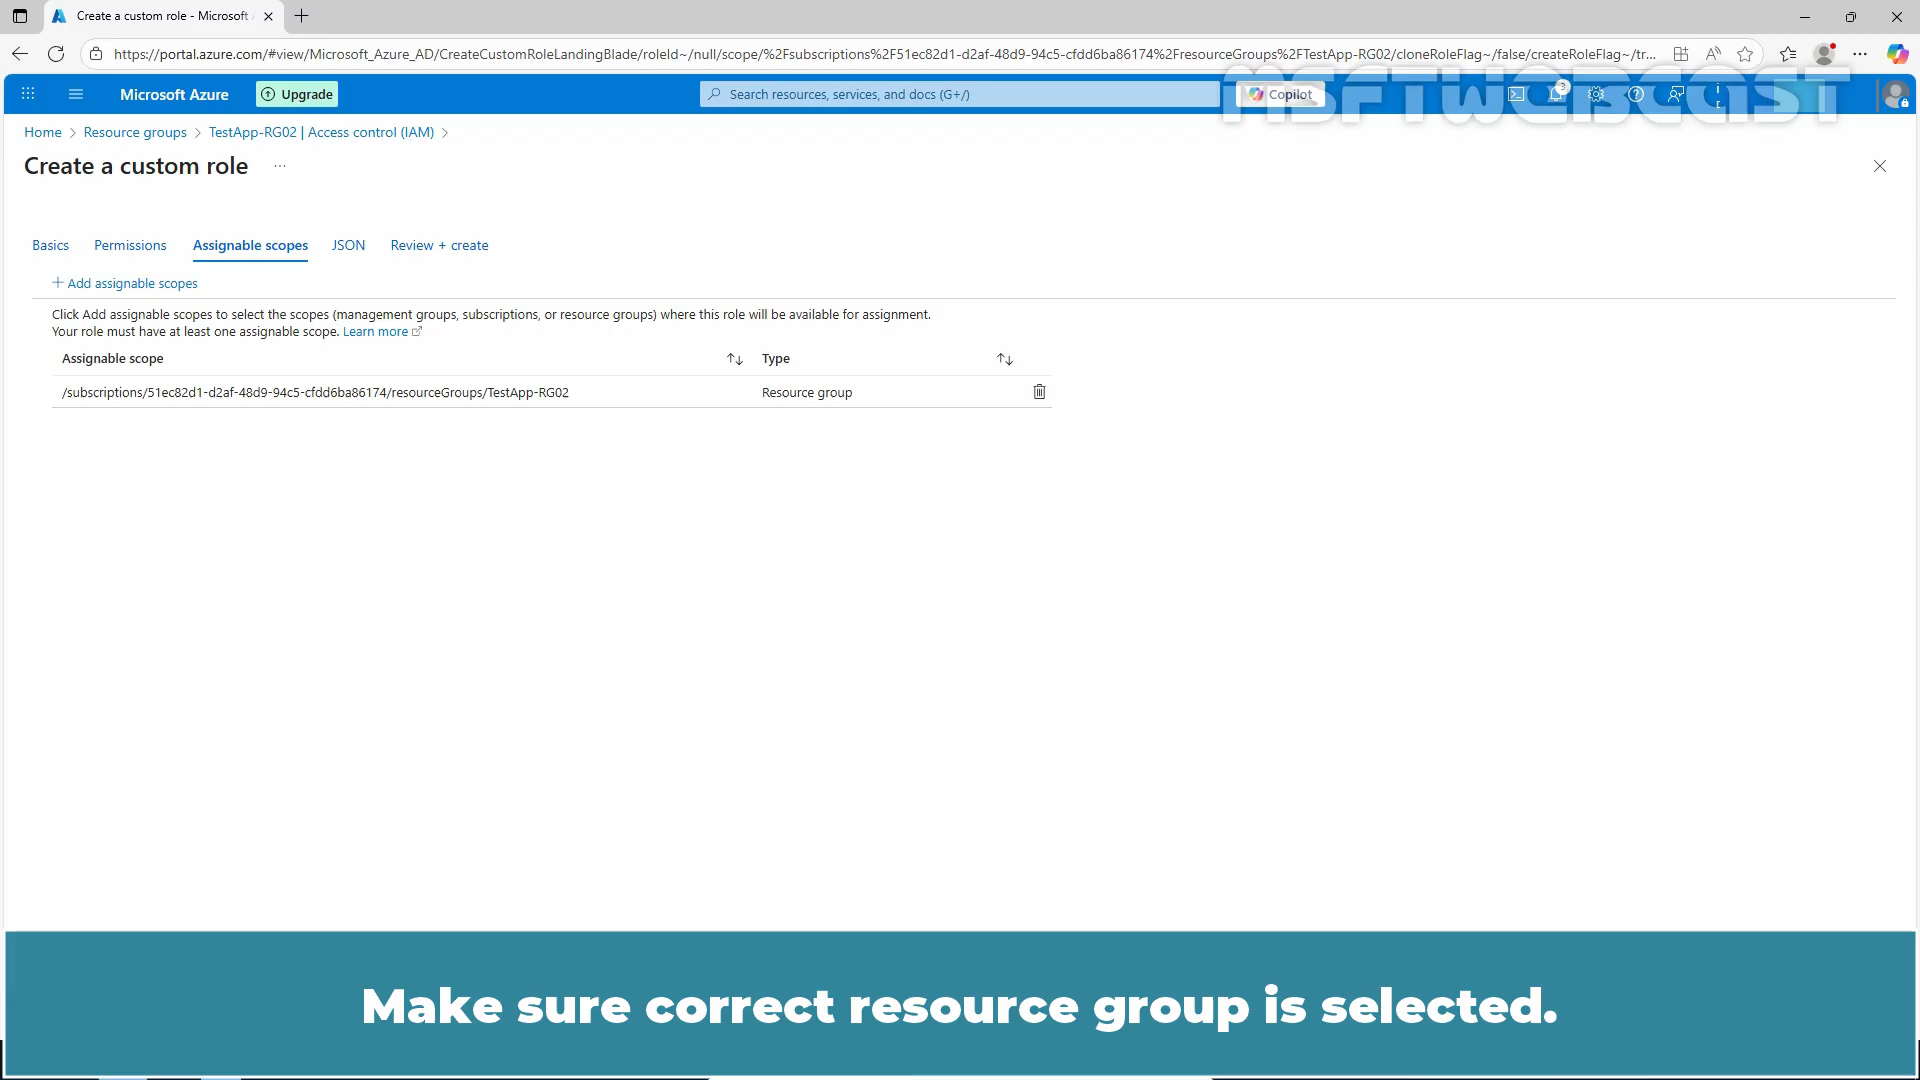 Create a custom role - Microsoft
https://portal.azure.com/#view/Microsoft_Azure_AD/CreateCustomRoleLandingBlade/roleId~/null/scope/%2Fsubscriptions%2F51ec82d1-d2af-48d9-94c5-cfdd6ba86174%2FresourceGroups%2FTestApp-RG02/cloneRoleFlag~/false/createRoleFlag~/tr...
Microsoft Azure
Upgrade
Search resources, services, and docs (G+/)
Copilot
3
MSFTWEBCAST
Home > Resource groups > TestApp-RG02 | Access control (IAM) >
Create a custom role ...
Basics
Permissions
Assignable scopes
JSON
Review + create
+ Add assignable scopes
Click Add assignable scopes to select the scopes (management groups, subscriptions, or resource groups) where this role will be available for assignment.
Your role must have at least one assignable scope. Learn more
Assignable scope
Type
/subscriptions/51ec82d1-d2af-48d9-94c5-cfdd6ba86174/resourceGroups/TestApp-RG02
Resource group
Make sure correct resource group is selected.